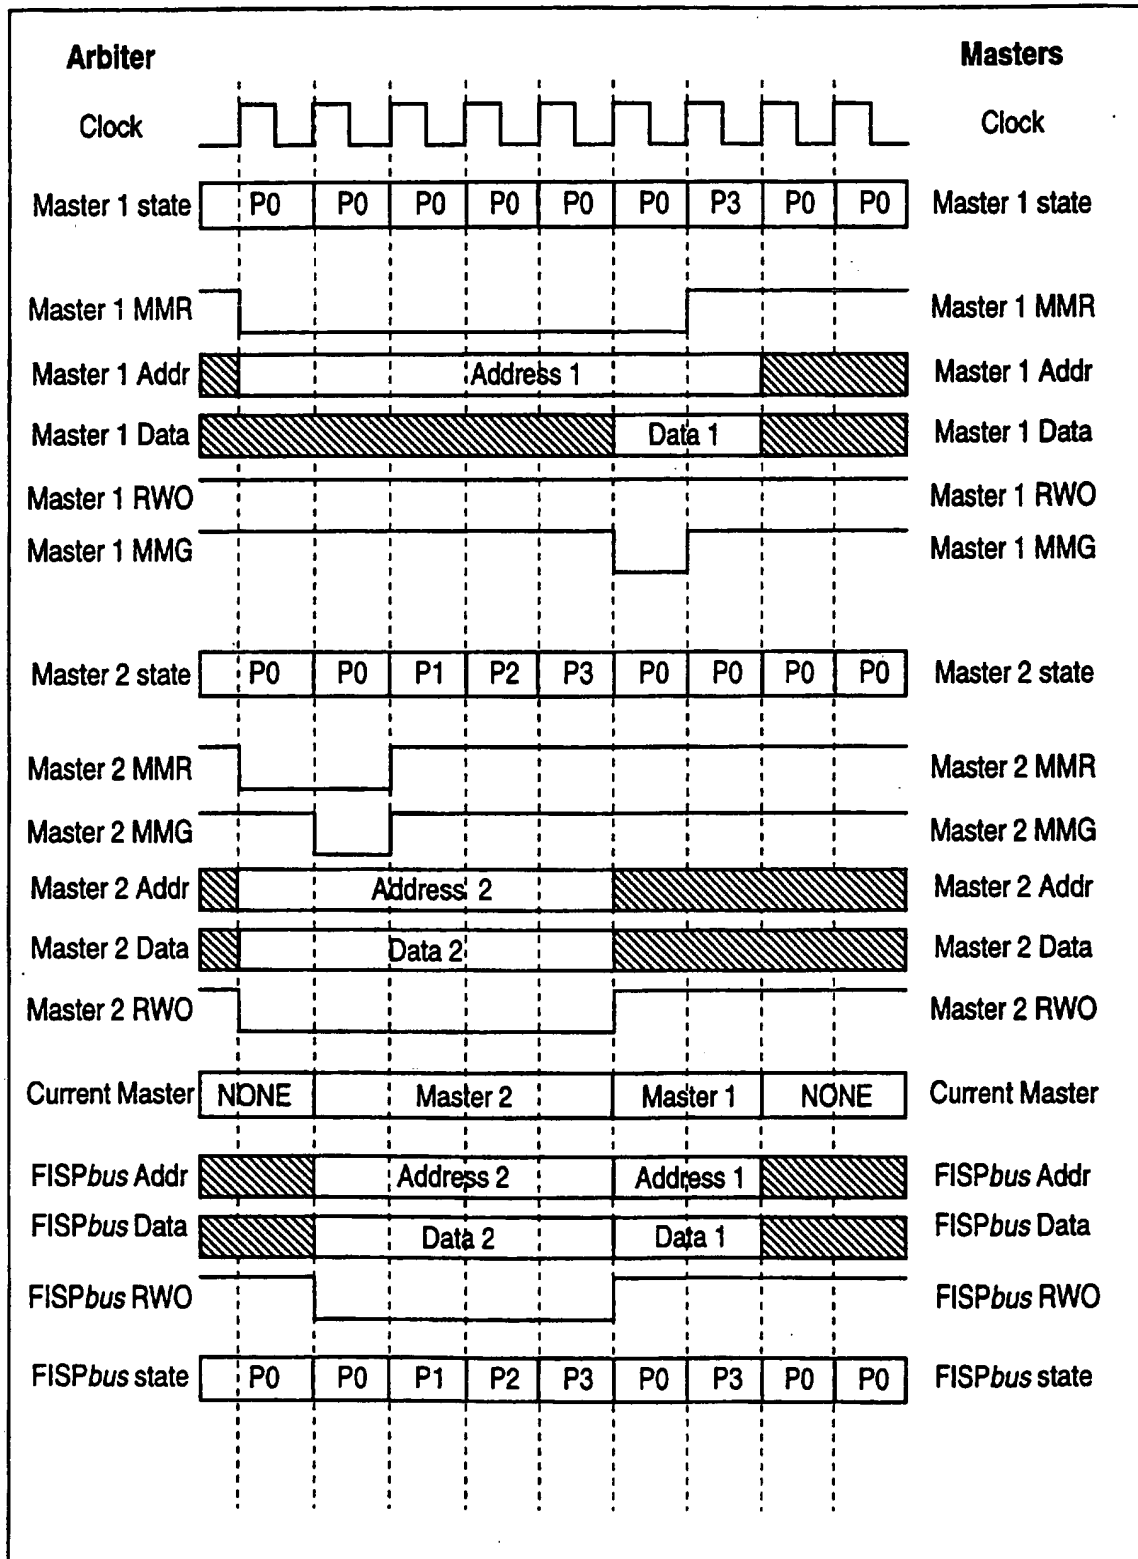 Arbiter Masters
Clock Clock
Master 1 state P0 P0 P0 P0 P0 P0 P3 P0 P0 Master 1 state
Master 1 MMR Master 1 MMR
Master 1 Addr Address 1 Master 1 Addr
Master 1 Data Data 1 Master 1 Data
Master 1 RWO Master 1 RWO
Master 1 MMG Master 1 MMG
Master 2 state P0 P0 P1 P2 P3 P0 P0 P0 P0 Master 2 state
Master 2 MMR Master 2 MMR
Master 2 MMG Master 2 MMG
Master 2 Addr Address 2 Master 2 Addr
Master 2 Data Data 2 Master 2 Data
Master 2 RWO Master 2 RWO
Current Master NONE Master 2 Master 1 NONE Current Master
FISPbus Addr Address 2 Address 1 FISPbus Addr
FISPbus Data Data 2 Data 1 FISPbus Data
FISPbus RWO FISPbus RWO
FISPbus state P0 P0 P1 P2 P3 P0 P3 P0 P0 FISPbus state